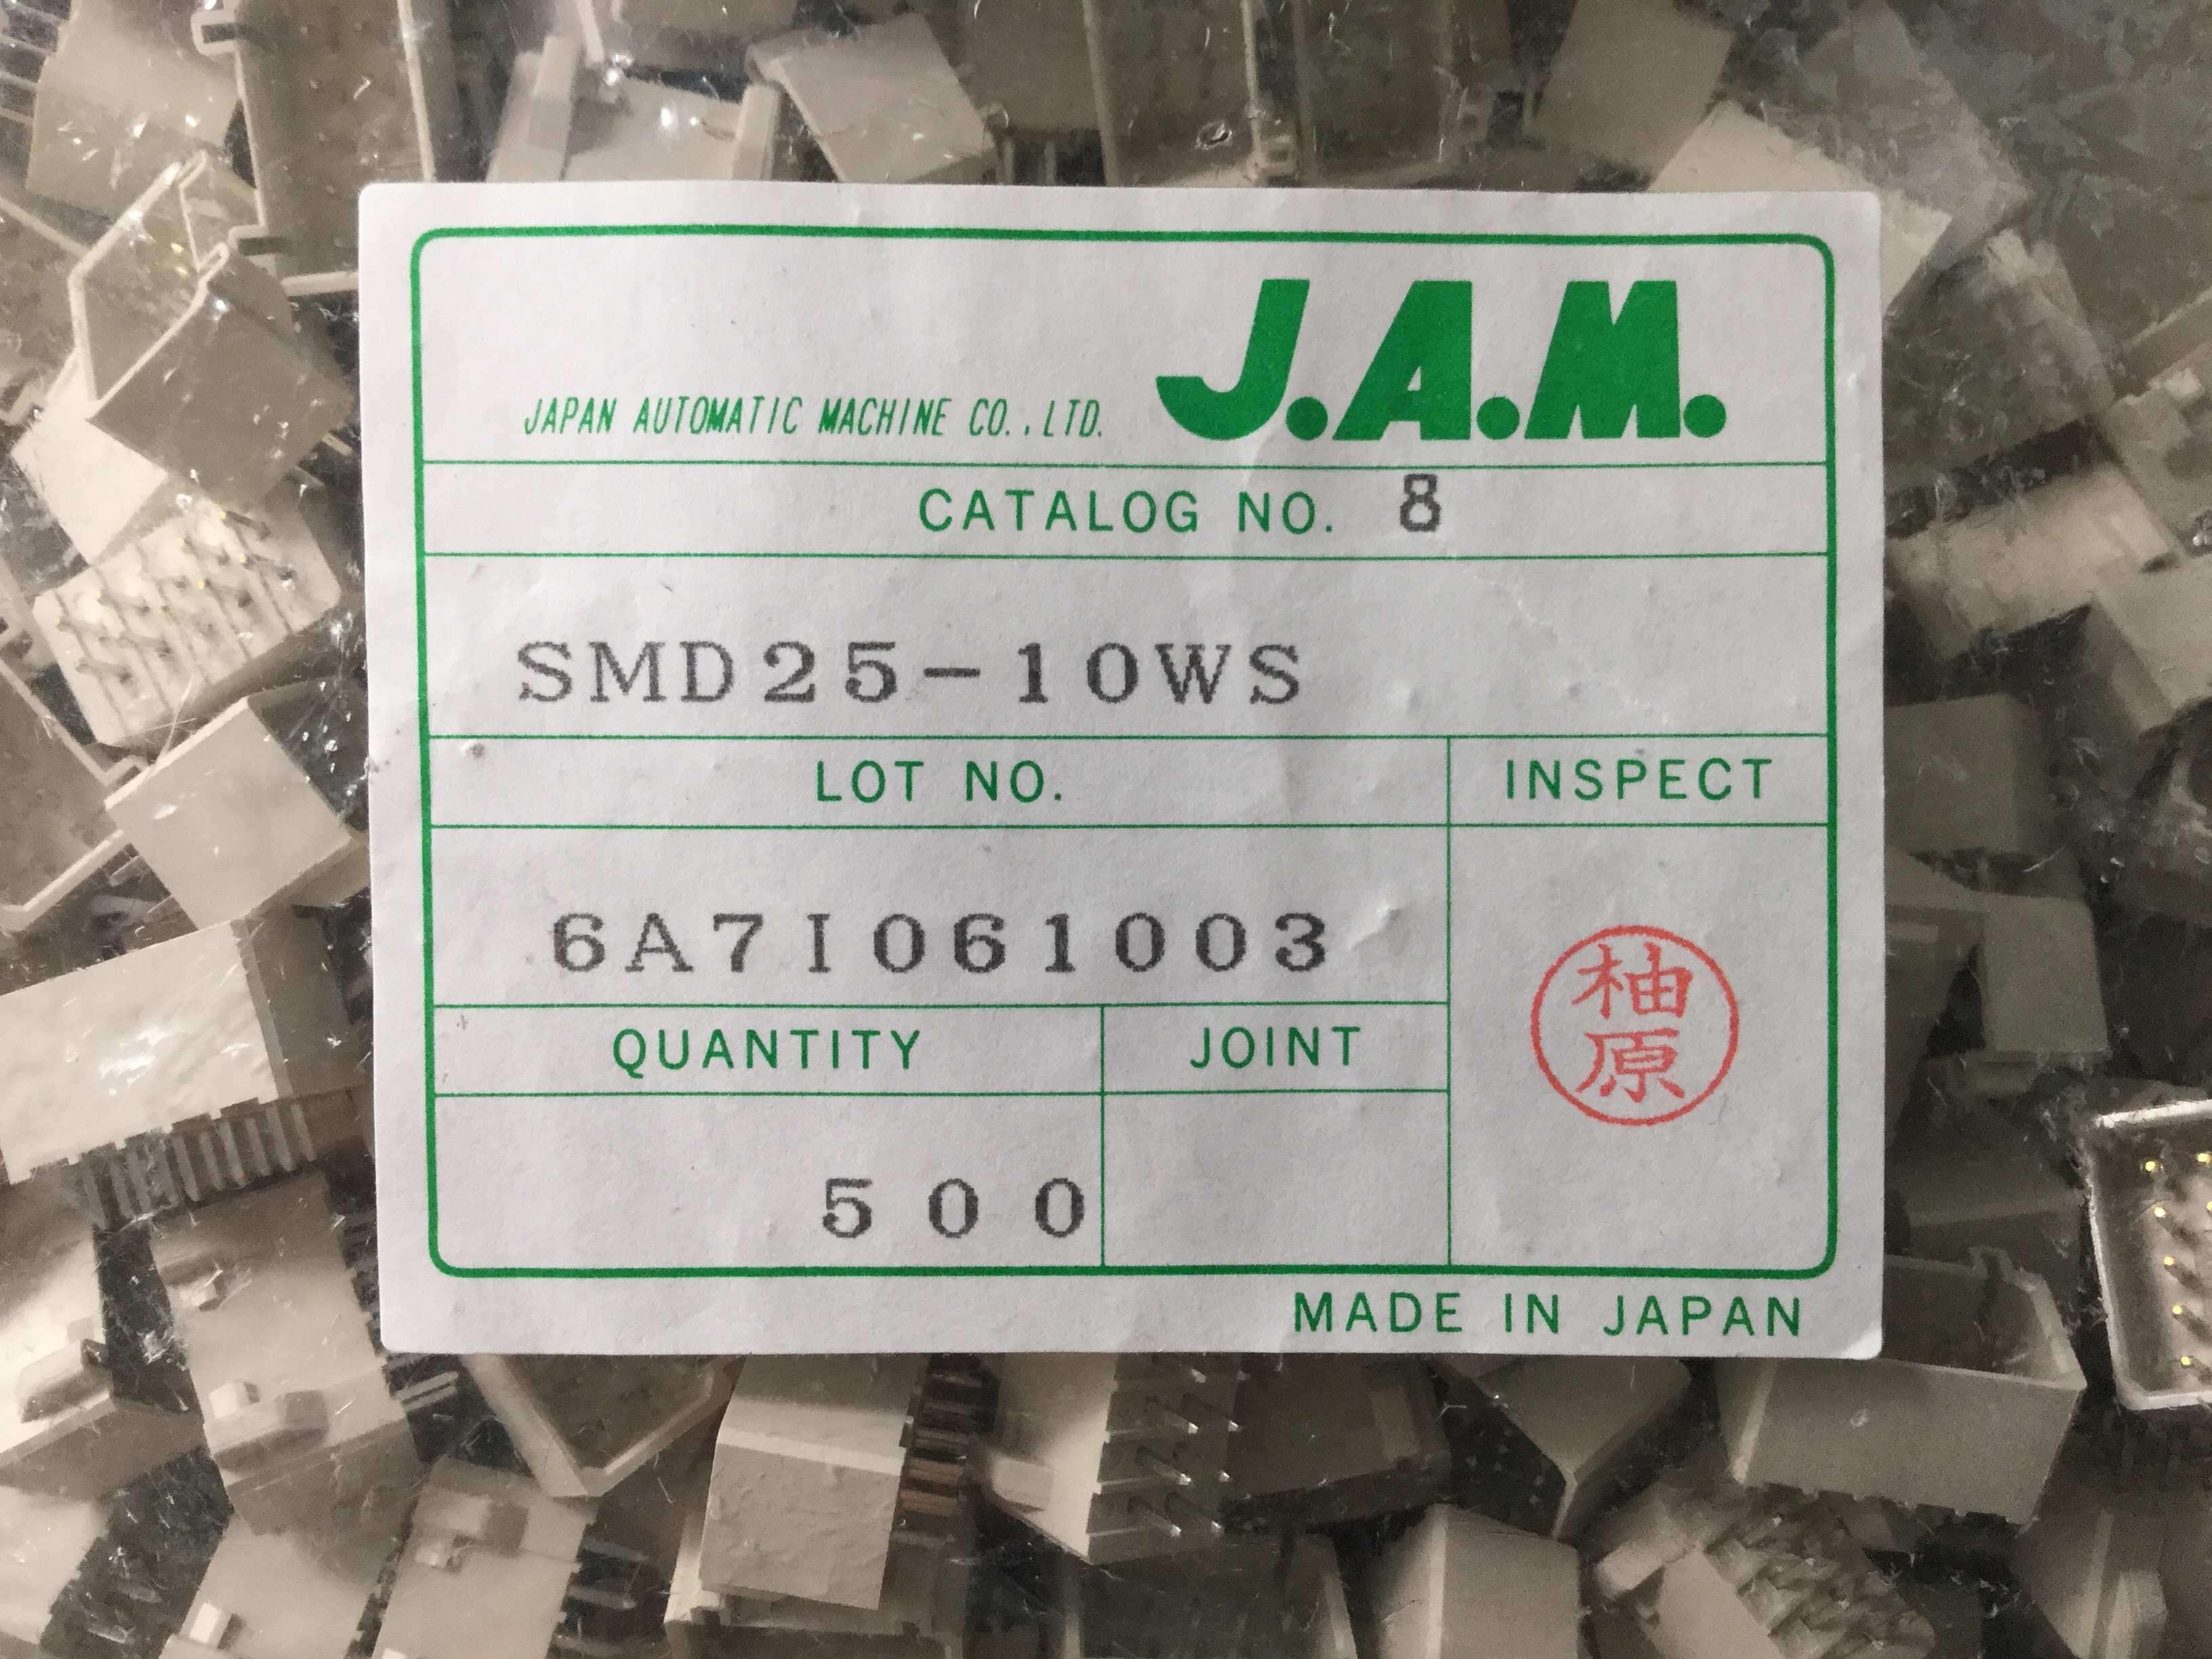 JAPAN AUTOMATIC MACHINE CO.,LTD. J.A.M.
CATALOG NO. 8
SMD25-10WS
LOT NO. INSPECT
6A7I061003
柚
原
QUANTITY JOINT
500
MADE IN JAPAN